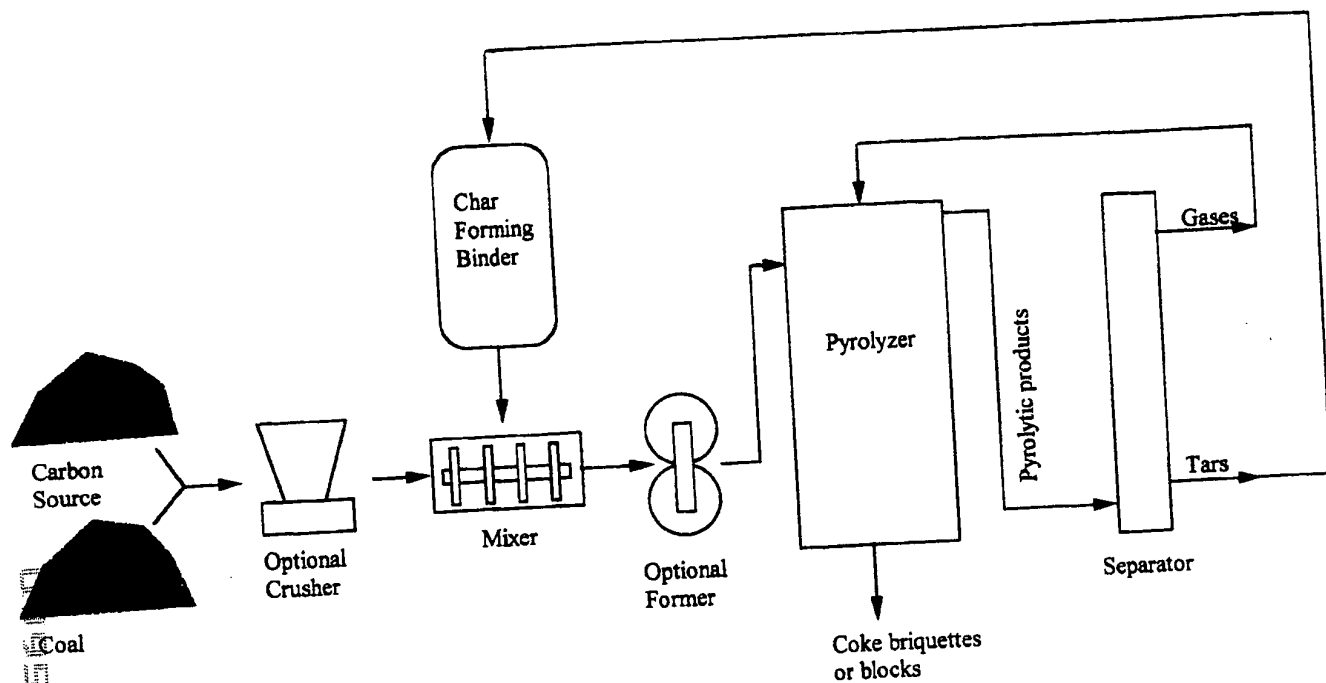 Char
Forming
Binder
Gases
Pyrolyzer
Pyrolytic products
Carbon
Source
Tars
Mixer
Optional
Crusher
Optional
Former
Separator
Coal
Coke briquettes
or blocks